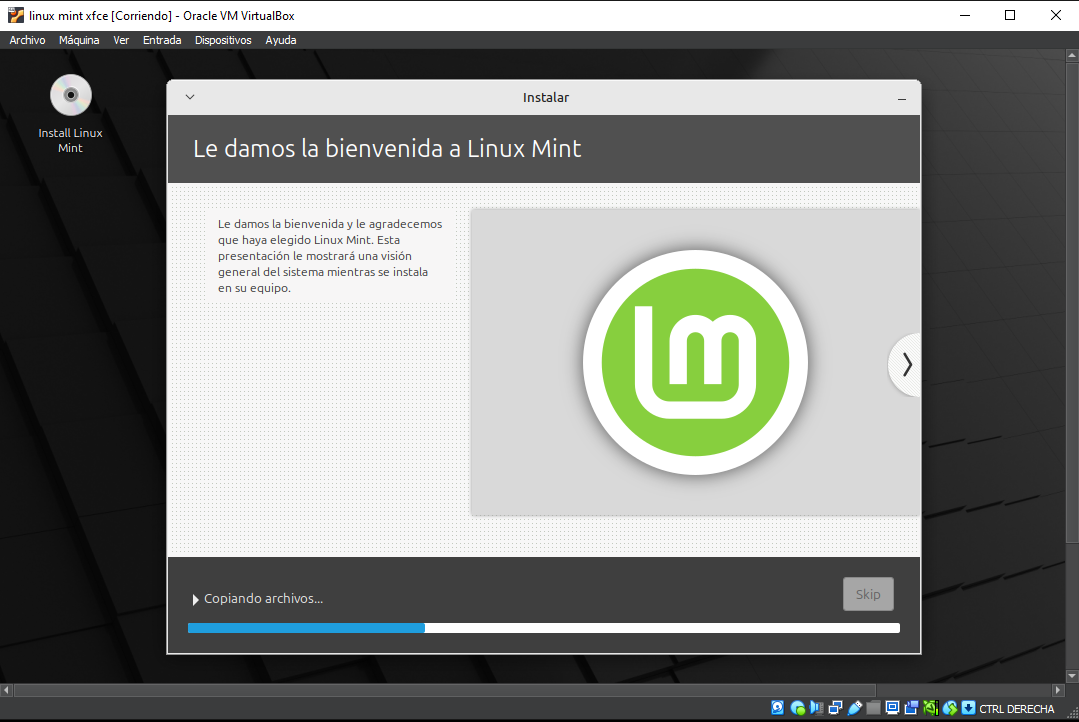 linux mint xfce [Corriendo] - Oracle VM VirtualBox
Archivo Máquina Ver Entrada Dispositivos Ayuda
Install Linux
Mint
Instalar
Le damos la bienvenida a Linux Mint
Le damos la bienvenida y le agradecemos
que haya elegido Linux Mint. Esta
presentación le mostrará una visión
general del sistema mientras se instala
en su equipo.
lm
Copiando archivos...
Skip
CTRL DERECHA